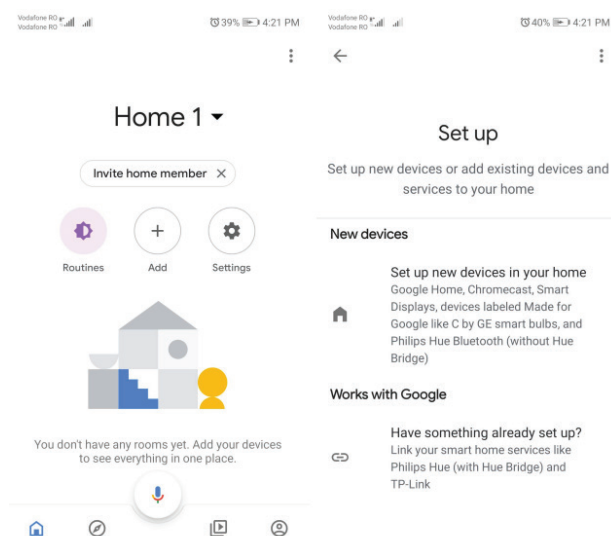 Vodafone RO
Vodafone RO
39%
4:21 PM
Home 1
Invite home member
Routines
Add
Settings
You don't have any rooms yet. Add your devices
to see everything in one place.
Vodafone RO
Vodafone RO
40%
4:21 PM
Set up
Set up new devices or add existing devices and
services to your home
New devices
Set up new devices in your home
Google Home, Chromecast, Smart
Displays, devices labeled Made for
Google like C by GE smart bulbs, and
Philips Hue Bluetooth (without Hue
Bridge)
Works with Google
Have something already set up?
Link your smart home services like
Philips Hue (with Hue Bridge) and
TP-Link